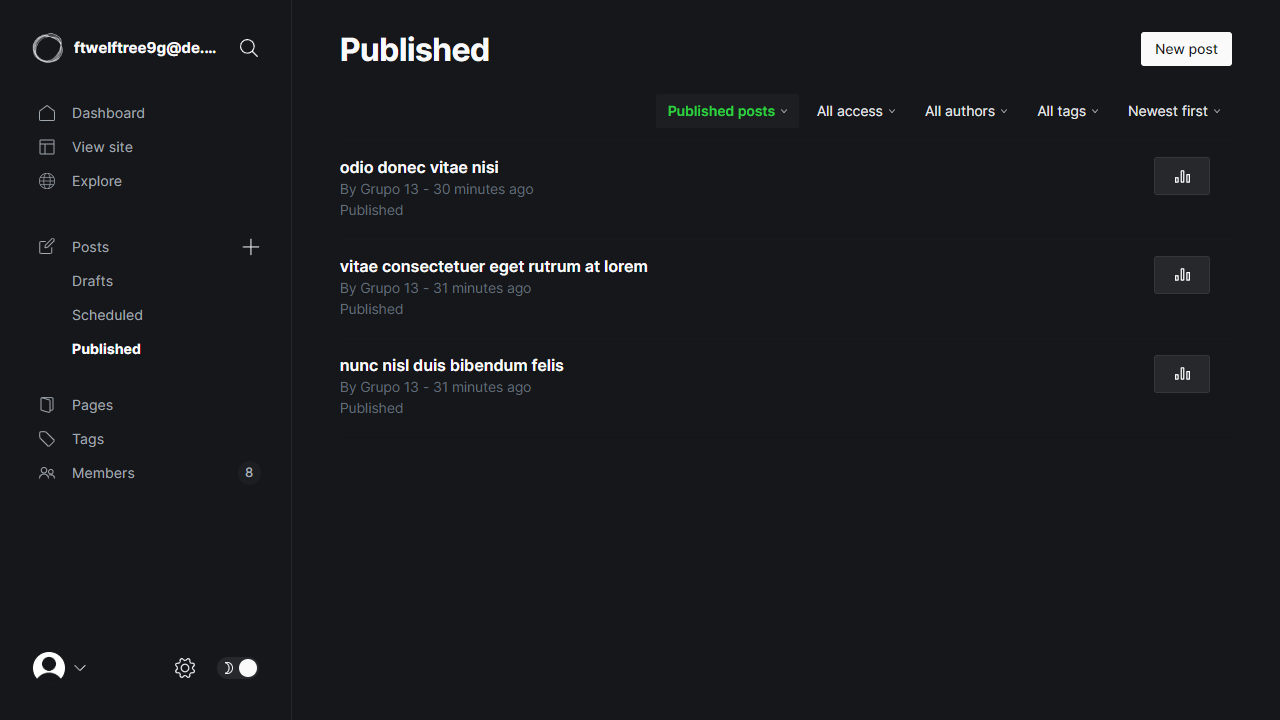 ftwelftree9g@de....
Dashboard
View site
Explore
Posts
Drafts
Scheduled
Published
Pages
Tags
Members 8
Published
New post
Published posts All access All authors All tags Newest first
odio donec vitae nisi
By Grupo 13 - 30 minutes ago
Published
vitae consectetuer eget rutrum at lorem
By Grupo 13 - 31 minutes ago
Published
nunc nisl duis bibendum felis
By Grupo 13 - 31 minutes ago
Published